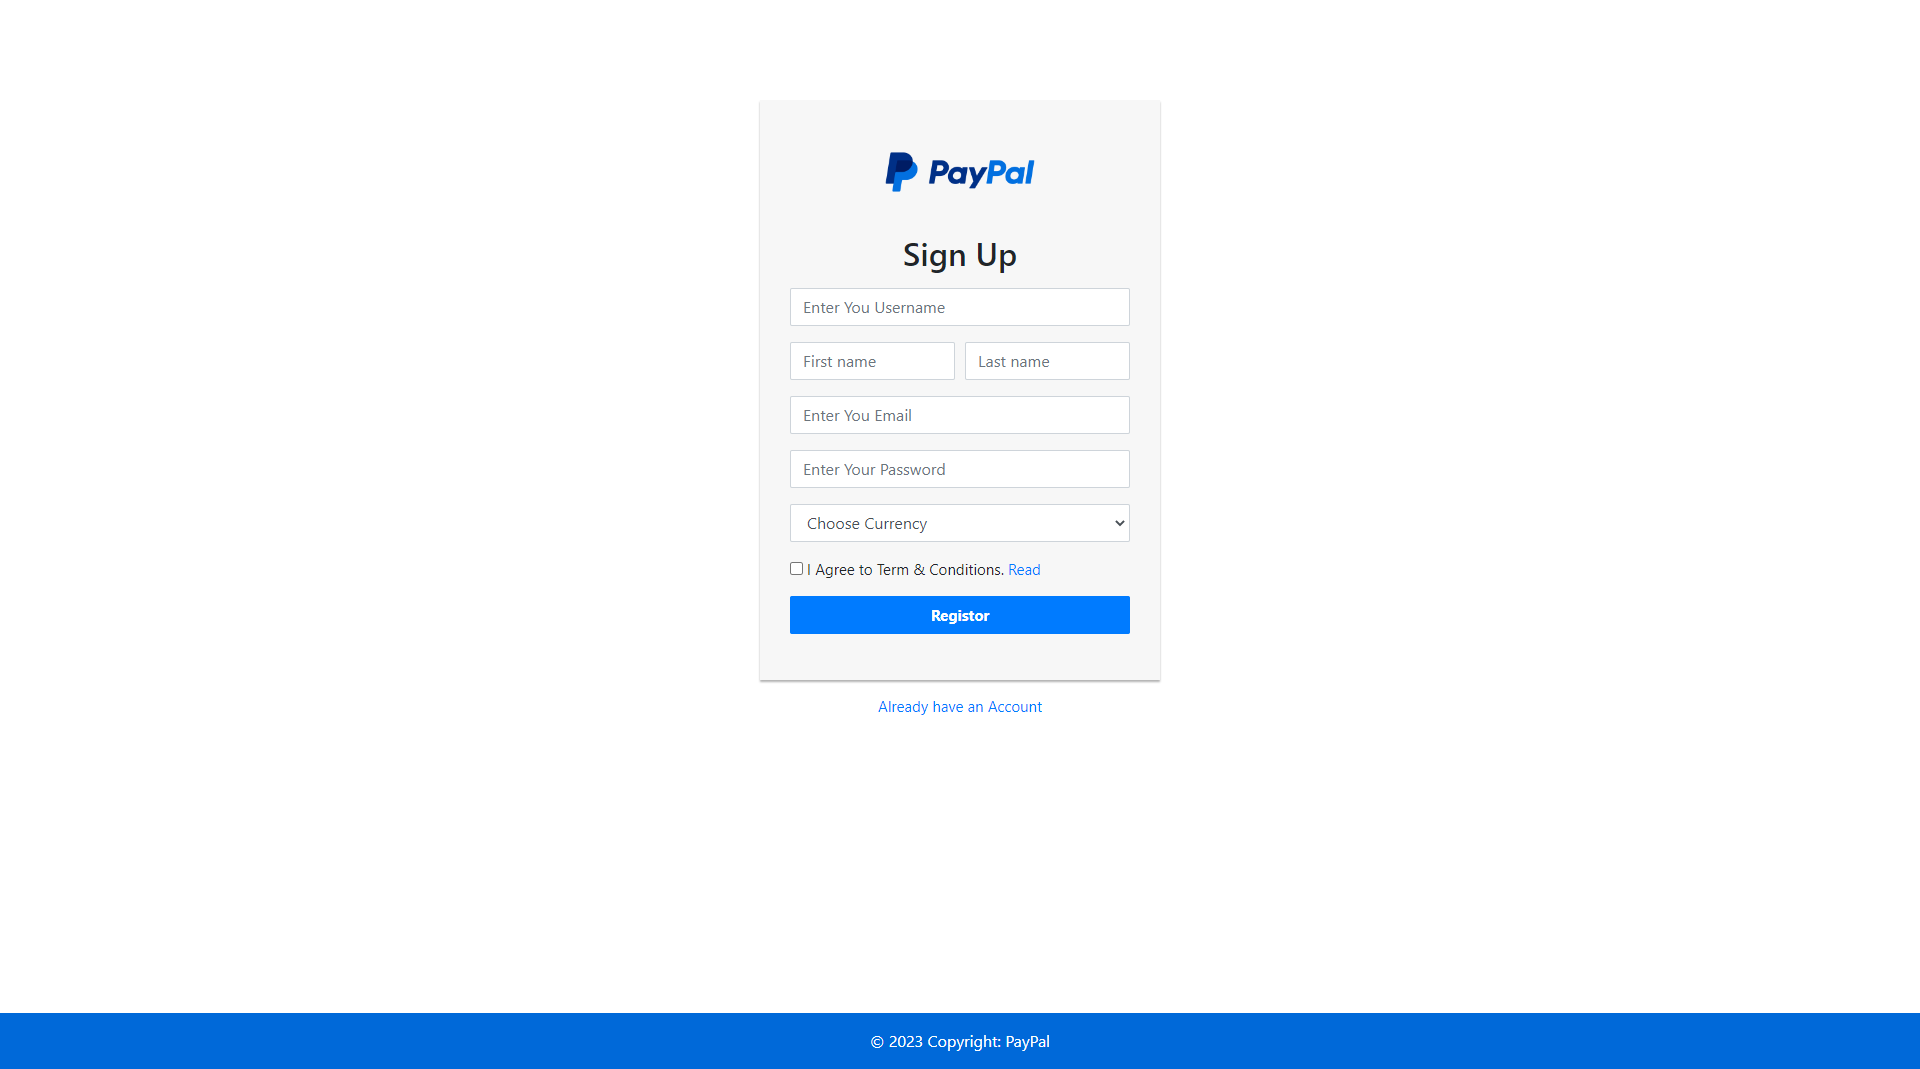 PayPal
Sign Up
Enter You Username
First name
Last name
Enter You Email
Enter Your Password
Choose Currency
I Agree to Term & Conditions. Read
Registor
Already have an Account
© 2023 Copyright: PayPal